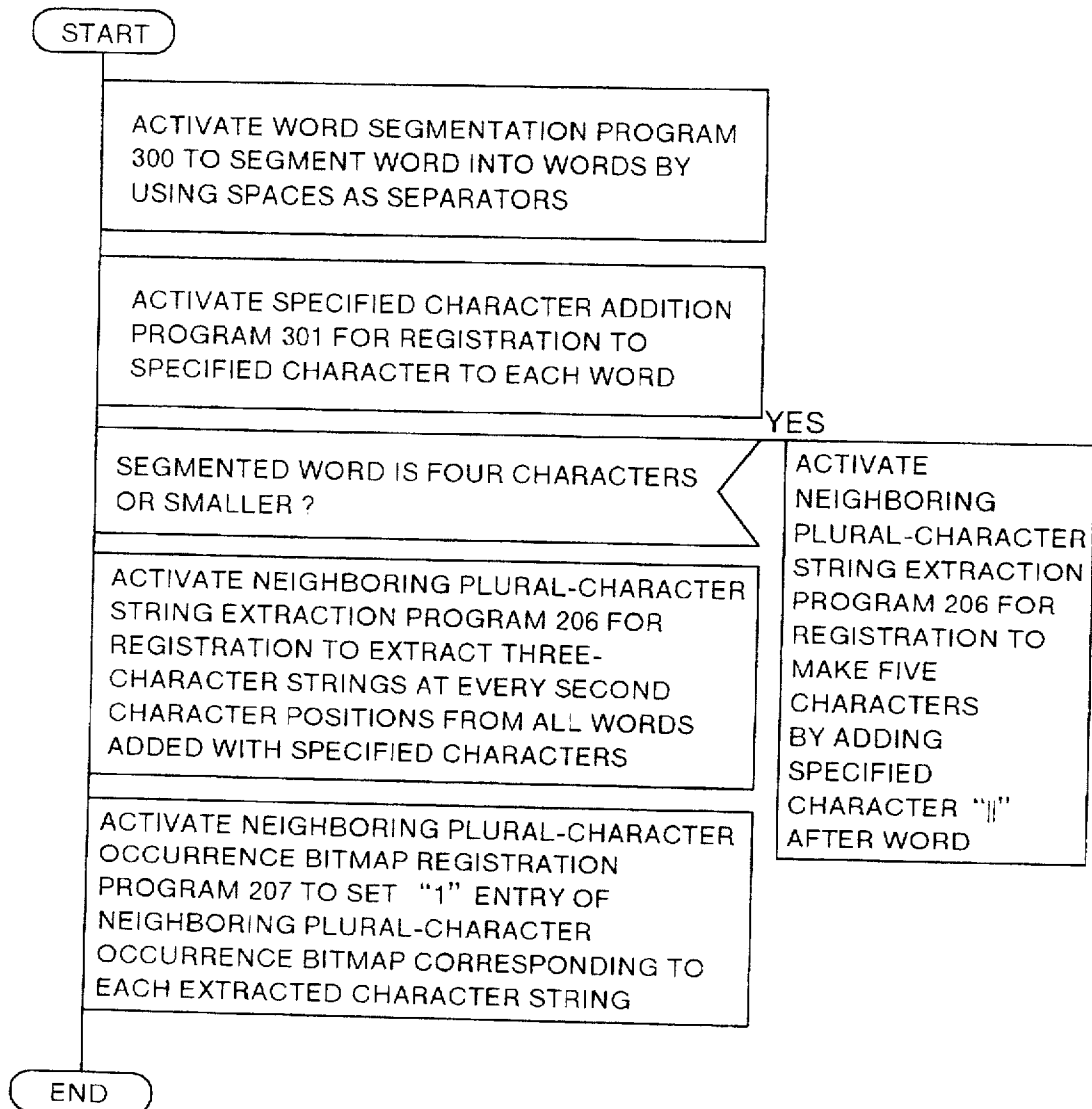 START
ACTIVATE WORD SEGMENTATION PROGRAM
300 TO SEGMENT WORD INTO WORDS BY
USING SPACES AS SEPARATORS
ACTIVATE SPECIFIED CHARACTER ADDITION
PROGRAM 301 FOR REGISTRATION TO
SPECIFIED CHARACTER TO EACH WORD
SEGMENTED WORD IS FOUR CHARACTERS
OR SMALLER ?
YES
ACTIVATE
NEIGHBORING
PLURAL-CHARACTER
STRING EXTRACTION
PROGRAM 206 FOR
REGISTRATION TO
MAKE FIVE
CHARACTERS
BY ADDING
SPECIFIED
CHARACTER “||”
AFTER WORD
ACTIVATE NEIGHBORING PLURAL-CHARACTER
STRING EXTRACTION PROGRAM 206 FOR
REGISTRATION TO EXTRACT THREE-
CHARACTER STRINGS AT EVERY SECOND
CHARACTER POSITIONS FROM ALL WORDS
ADDED WITH SPECIFIED CHARACTERS
ACTIVATE NEIGHBORING PLURAL-CHARACTER
OCCURRENCE BITMAP REGISTRATION
PROGRAM 207 TO SET “1” ENTRY OF
NEIGHBORING PLURAL-CHARACTER
OCCURRENCE BITMAP CORRESPONDING TO
EACH EXTRACTED CHARACTER STRING
END